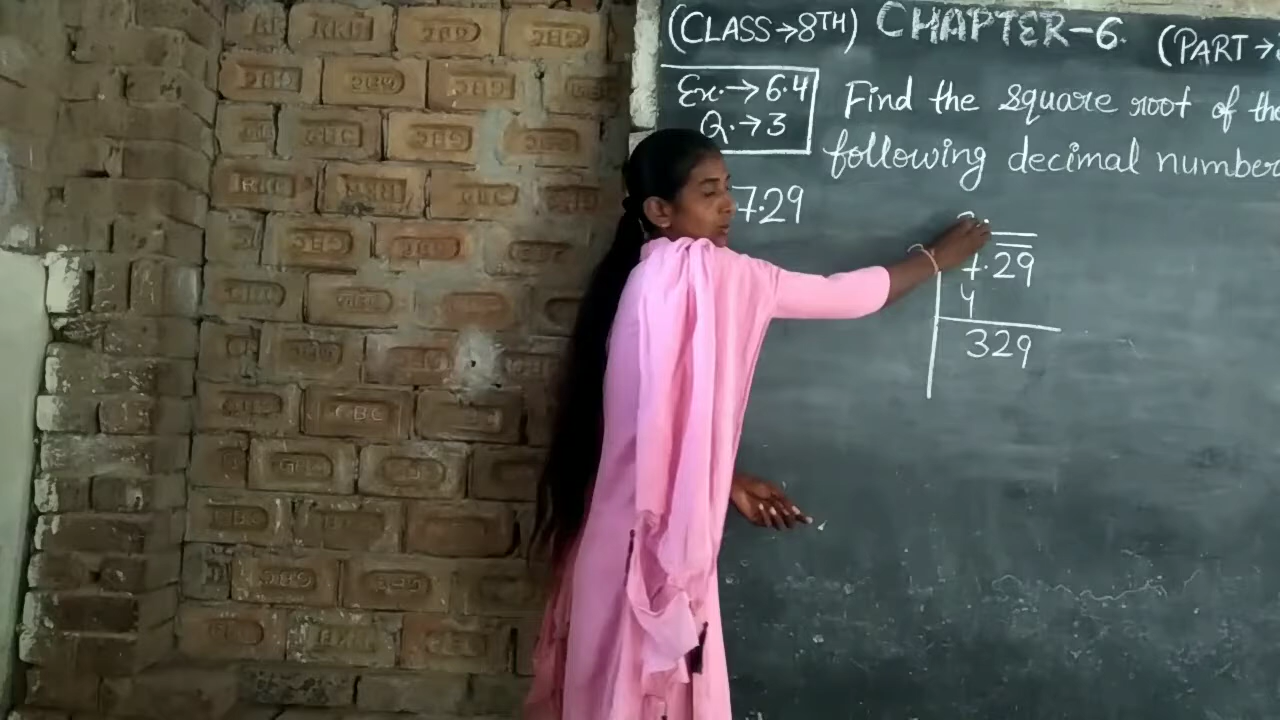 (CLASS→8TH) CHAPTER-6. (PART→
Ex.→6.4
Q.→3
Find the square root of the
following decimal number
7.29
7.29
4
329
CBC